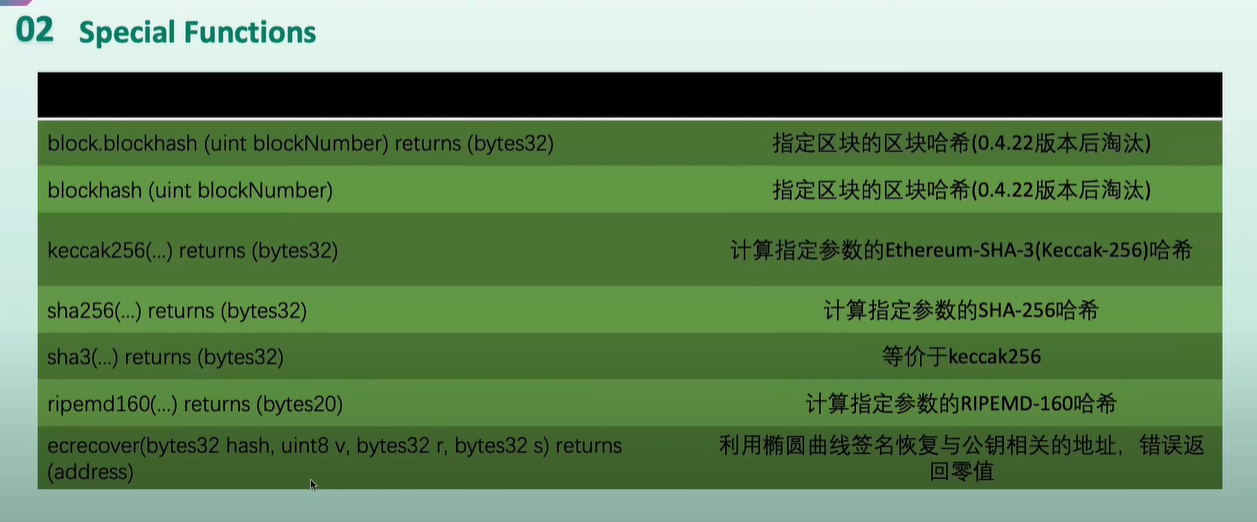 02 Special Functions
block.blockhash (uint blockNumber) returns (bytes32) 指定区块的区块哈希(0.4.22版本后淘汰)
blockhash (uint blockNumber) 指定区块的区块哈希(0.4.22版本后淘汰)
keccak256(...) returns (bytes32) 计算指定参数的Ethereum-SHA-3(Keccak-256)哈希
sha256(...) returns (bytes32) 计算指定参数的SHA-256哈希
sha3(...) returns (bytes32) 等价于keccak256
ripemd160(...) returns (bytes20) 计算指定参数的RIPEMD-160哈希
ecrecover(bytes32 hash, uint8 v, bytes32 r, bytes32 s) returns
(address)
利用椭圆曲线签名恢复与公钥相关的地址，错误返
回零值